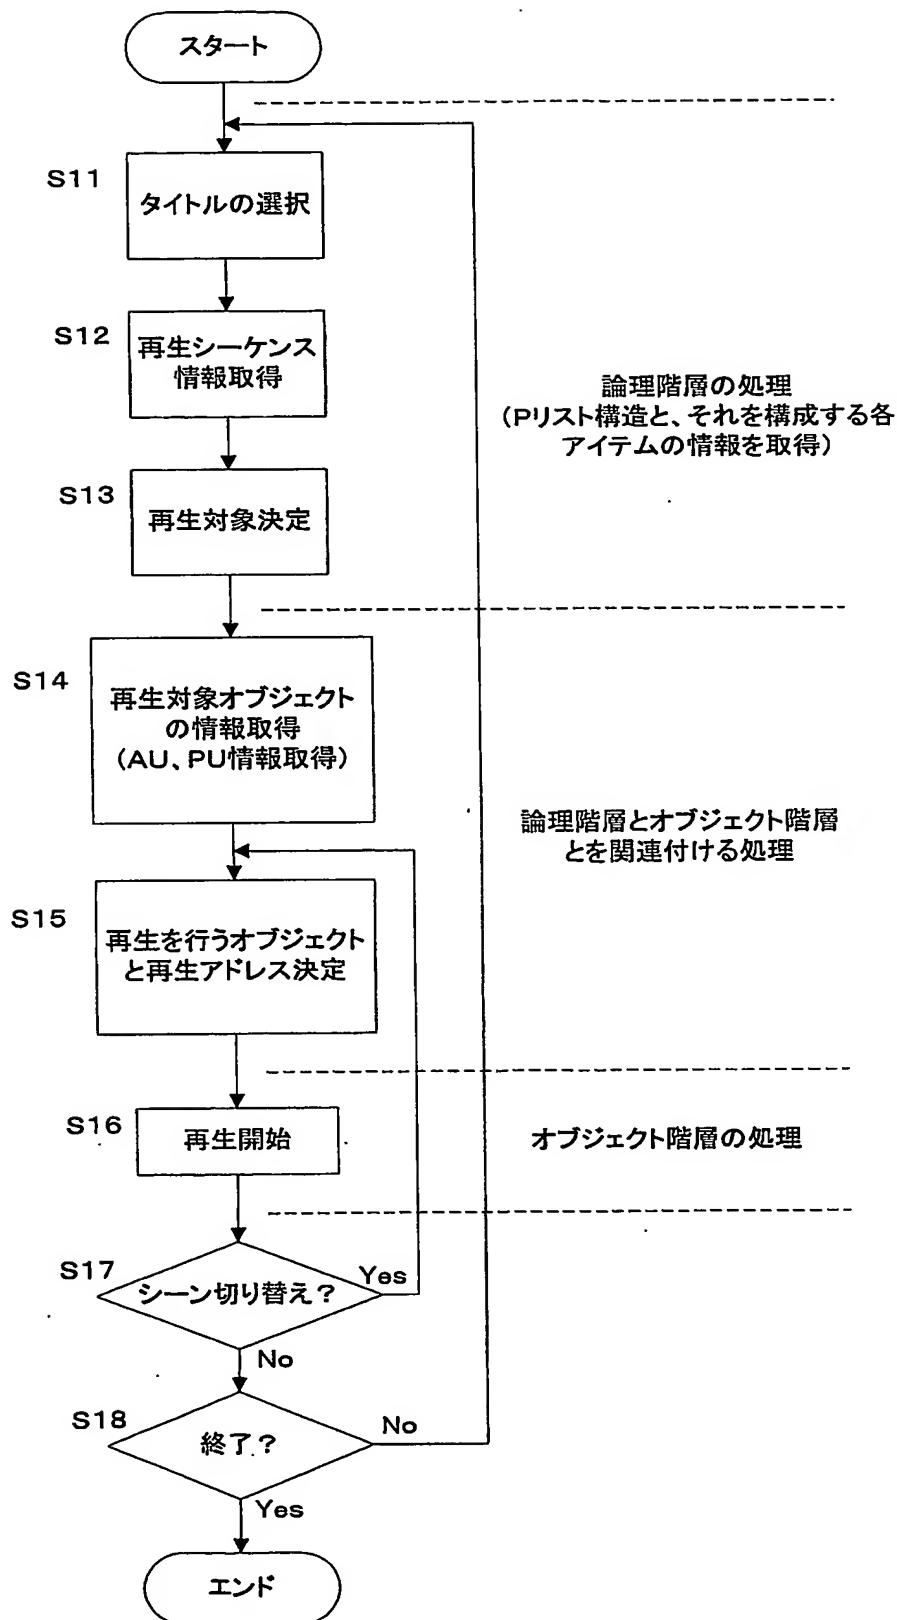 スタート
S11
タイトルの選択
S12
再生シーケンス
情報取得
論理階層の処理
(Pリスト構造と、それを構成する各
アイテムの情報を取得)
S13
再生対象決定
S14
再生対象オブジェクト
の情報取得
(AU、PU情報取得)
論理階層とオブジェクト階層
とを関連付ける処理
S15
再生を行うオブジェクト
と再生アドレス決定
S16
再生開始
オブジェクト階層の処理
S17
シーン切り替え?
Yes
No
S18
終了?
No
Yes
エンド